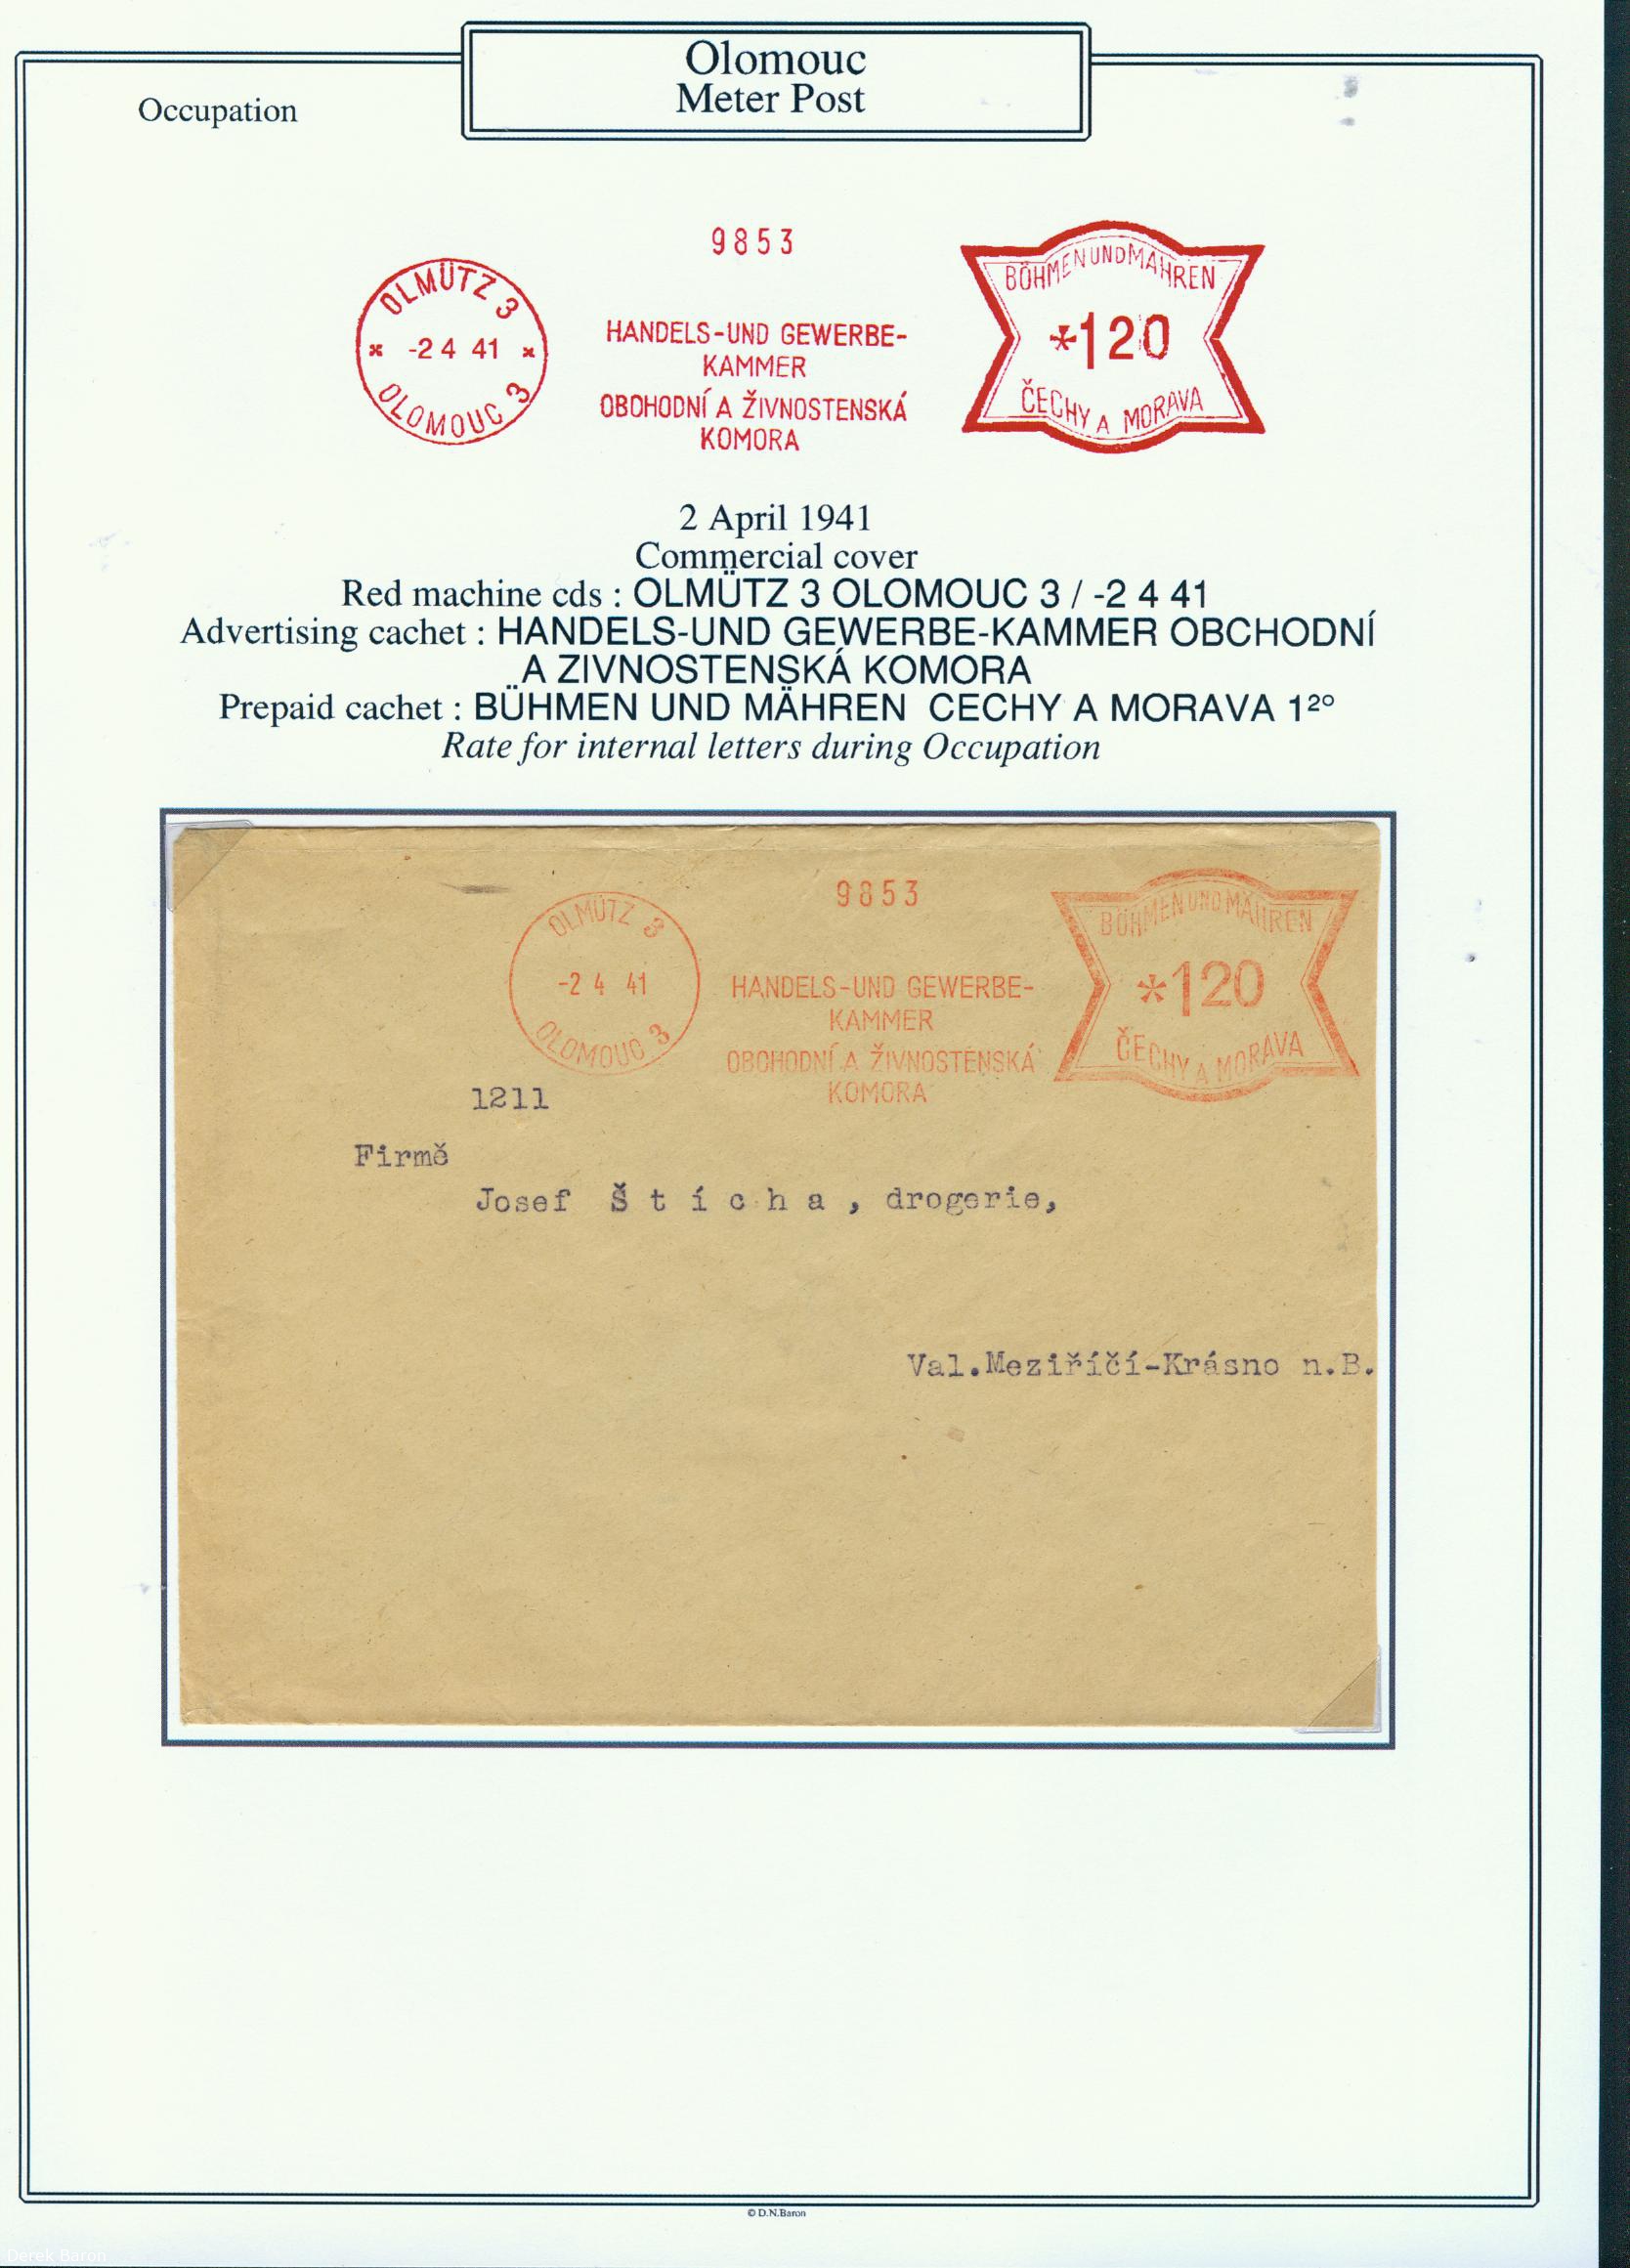 Olomouc
Meter Post
Occupation
9853
OLMÜTZ 3
* -2 4 41 *
OLOMOUC 3
HANDELS-UND GEWERBE-
KAMMER
OBOHODNÍ A ŽIVNOSTENSKÁ
KOMORA
BÖHMEN UND MÄHREN
*120
ČECHY A MORAVA
2 April 1941
Commercial cover
Red machine cds : OLMÜTZ 3 OLOMOUC 3 / -2 4 41
Advertising cachet : HANDELS-UND GEWERBE-KAMMER OBCHODNÍ
A ZIVNOSTENSKÁ KOMORA
Prepaid cachet : BÜHMEN UND MÄHREN CECHY A MORAVA 1²⁰
Rate for internal letters during Occupation
9853
OLMÜTZ 3
-2 4 41
OLOMOUC 3
HANDELS-UND GEWERBE-
KAMMER
OBCHODNÍ A ŽIVNOSTENSKÁ
KOMORA
BÖHMEN UND MÄHREN
*120
ČECHY A MORAVA
1211
Firmě
Josef Štícha, drogerie,
Val.Meziříčí-Krásno n.B.
© D.N.Baron
Derek Baron